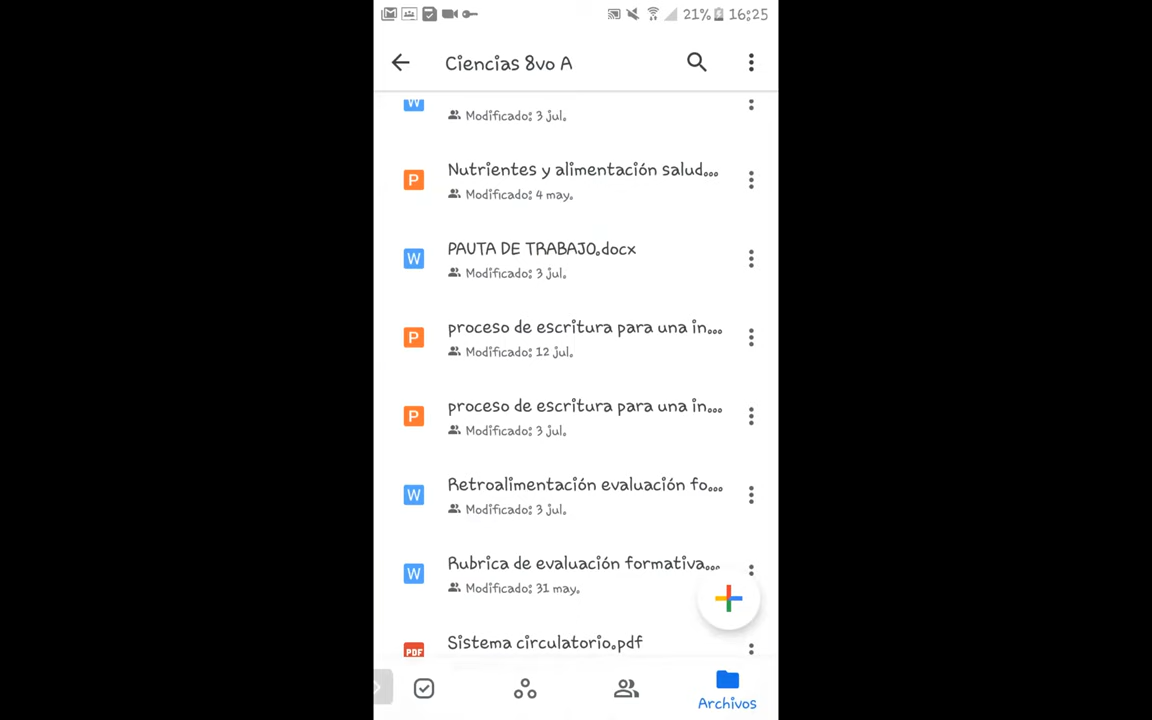 21% 16:25
Ciencias 8vo A
W
Modificado: 3 jul.
Nutrientes y alimentación salud...
P
Modificado: 4 may.
PAUTA DE TRABAJO.docx
W
Modificado: 3 jul.
proceso de escritura para una in...
P
Modificado: 12 jul.
proceso de escritura para una in...
P
Modificado: 3 jul.
Retroalimentación evaluación fo...
W
Modificado: 3 jul.
Rubrica de evaluación formativa...
W
Modificado: 31 may.
Sistema circulatorio.pdf
PDF
Archivos